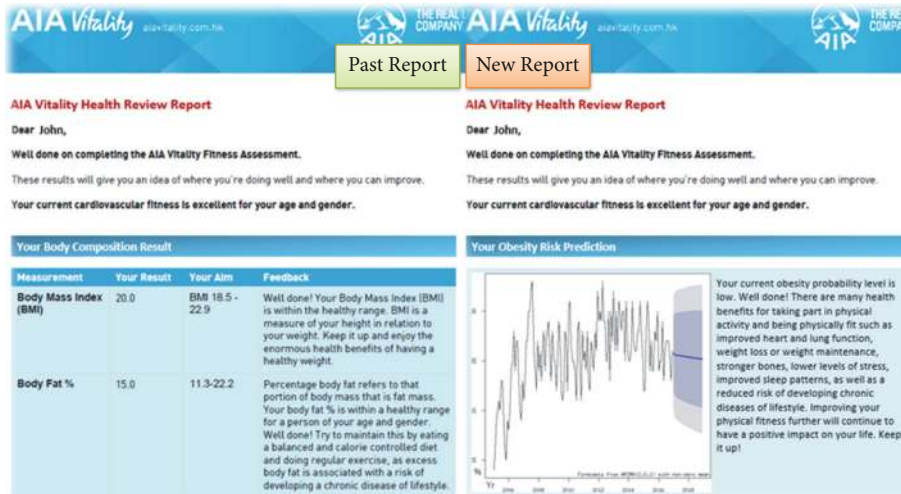 AIA Vitality aiavitality.com.hk
AIA
THE REAL L
COMPANY
AIA Vitality aiavitality.com.hk
AIA
THE RE
COMPA
Past Report
New Report
AIA Vitality Health Review Report
Dear John,
Well done on completing the AIA Vitality Fitness Assessment.
These results will give you an idea of where you're doing well and where you can improve.
Your current cardiovascular fitness is excellent for your age and gender.
Your Body Composition Result
Measurement Your Result Your Aim Feedback
Body Mass Index
(BMI)
20.0
BMI 18.5 -
22.9
Well done! Your Body Mass Index (BMI)
is within the healthy range. BMI is a
measure of your height in relation to
your weight. Keep it up and enjoy the
enormous health benefits of having a
healthy weight.
Body Fat %
15.0
11.3-22.2
Percentage body fat refers to that
portion of body mass that is fat mass.
Your body fat % is within a healthy range
for a person of your age and gender.
Well done! Try to maintain this by eating
a balanced and calorie controlled diet
and doing regular exercise, as excess
body fat is associated with a risk of
developing a chronic disease of lifestyle.
AIA Vitality Health Review Report
Dear John,
Well done on completing the AIA Vitality Fitness Assessment.
These results will give you an idea of where you're doing well and where you can improve.
Your current cardiovascular fitness is excellent for your age and gender.
Your Obesity Risk Prediction
%
Yr
2006 2008 2010 2012 2014 2016 2018
Your current obesity probability level is
low. Well done! There are many health
benefits for taking part in physical
activity and being physically fit such as
improved heart and lung function,
weight loss or weight maintenance,
stronger bones, lower levels of stress,
improved sleep patterns, as well as a
reduced risk of developing chronic
diseases of lifestyle. Improving your
physical fitness further will continue to
have a positive impact on your life. Keep
it up!